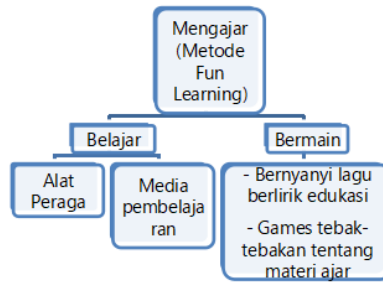 Mengajar
(Metode
Fun
Learning)
Belajar
Bermain
Alat
Peraga
Media
pembelaja
ran
- Bernyanyi lagu
berlirik edukasi
- Games tebak-
tebakan tentang
materi ajar